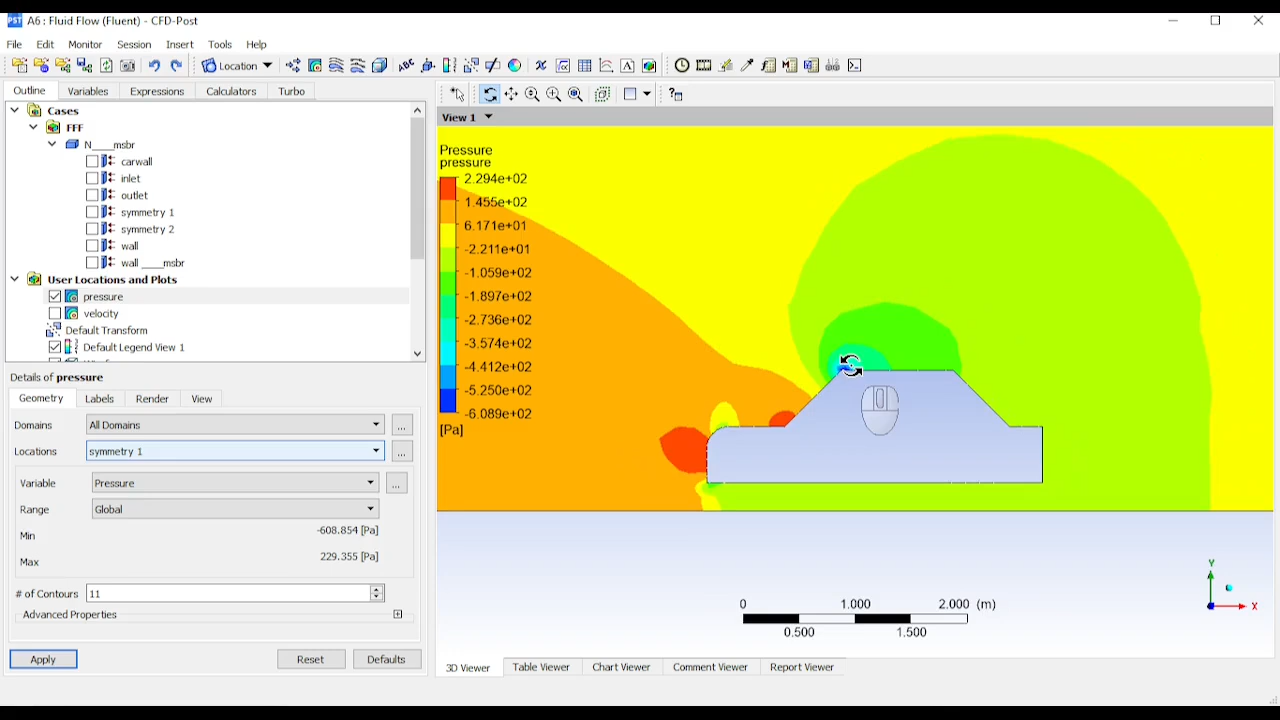 A6 : Fluid Flow (Fluent) - CFD-Post
File Edit Monitor Session Insert Tools Help
Location
Outline Variables Expressions Calculators Turbo
Cases
FFF
N____msbr
carwall
inlet
outlet
symmetry 1
symmetry 2
wall
wall ____msbr
User Locations and Plots
pressure
velocity
Default Transform
Default Legend View 1
Details of pressure
Geometry Labels Render View
Domains All Domains ...
Locations symmetry 1 ...
Variable Pressure ...
Range Global
Min -608.854 [Pa]
Max 229.355 [Pa]
# of Contours 11
Advanced Properties
Apply Reset Defaults
View 1
Pressure
pressure
2.294e+02
1.455e+02
6.171e+01
-2.211e+01
-1.059e+02
-1.897e+02
-2.736e+02
-3.574e+02
-4.412e+02
-5.250e+02
-6.089e+02
[Pa]
0 1.000 2.000 (m)
0.500 1.500
Y
X
3D Viewer Table Viewer Chart Viewer Comment Viewer Report Viewer